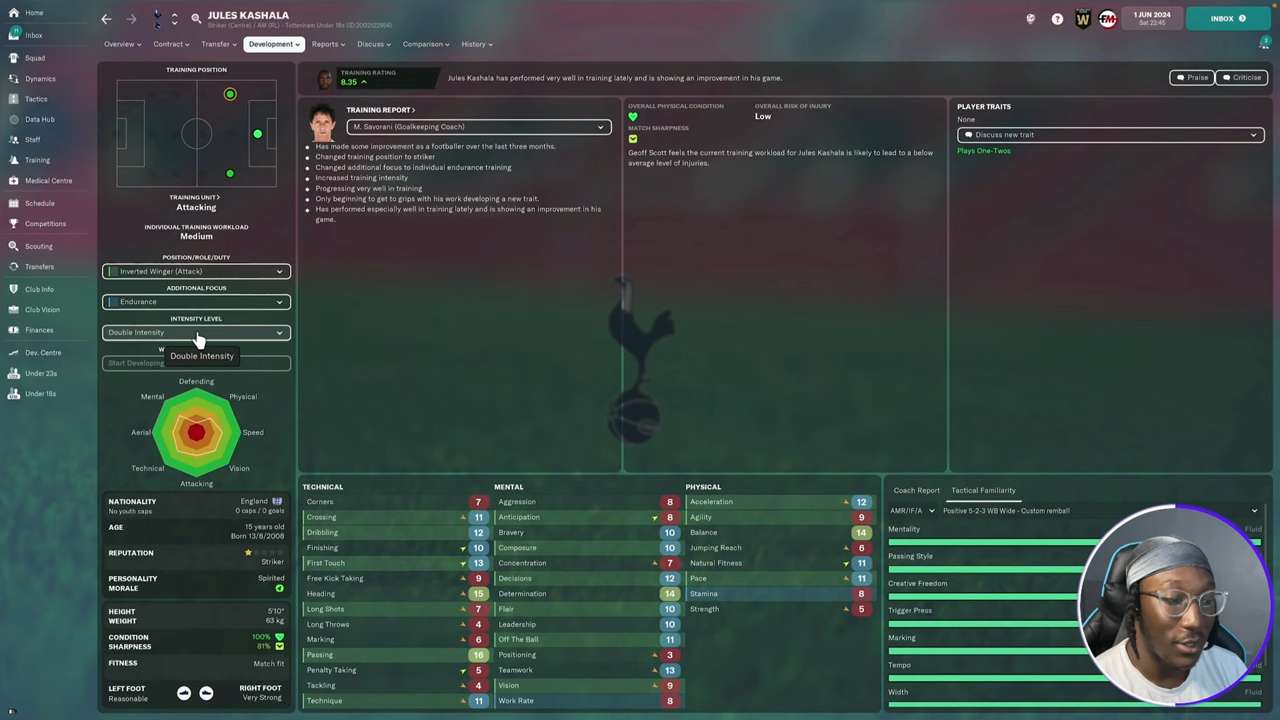 Home
Inbox
Squad
Dynamics
Tactics
Data Hub
Staff
Training
Medical Centre
Schedule
Competitions
Scouting
Transfers
Club Info
Club Vision
Finances
Dev. Centre
Under 23s
Under 18s
JULES KASHALA
Striker (Centre) / AM (RL) - Tottenham Under 18s (ID:2002122954)
1 JUN 2024
Sat 22:45
INBOX
Overview
Contract
Transfer
Development
Reports
Discuss
Comparison
History
TRAINING POSITION
TRAINING UNIT >
Attacking
INDIVIDUAL TRAINING WORKLOAD
Medium
POSITION/ROLE/DUTY
Inverted Winger (Attack)
ADDITIONAL FOCUS
Endurance
INTENSITY LEVEL
Double Intensity
Double Intensity
Start Developing
Defending
Mental
Physical
Aerial
Speed
Technical
Vision
Attacking
NATIONALITY
England
No youth caps
0 caps / 0 goals
AGE
15 years old
Born 13/8/2008
REPUTATION
Striker
PERSONALITY
Spirited
MORALE
HEIGHT
5'10"
WEIGHT
63 kg
CONDITION
100%
SHARPNESS
81%
FITNESS
Match fit
LEFT FOOT
Reasonable
RIGHT FOOT
Very Strong
TRAINING RATING
8.35
Jules Kashala has performed very well in training lately and is showing an improvement in his game.
Praise
Criticise
TRAINING REPORT >
M. Savorani (Goalkeeping Coach)
Has made some improvement as a footballer over the last three months.
Changed training position to striker
Changed additional focus to individual endurance training
Increased training intensity
Progressing very well in training
Only beginning to get to grips with his work developing a new trait.
Has performed especially well in training lately and is showing an improvement in his
game.
OVERALL PHYSICAL CONDITION
OVERALL RISK OF INJURY
Low
MATCH SHARPNESS
Geoff Scott feels the current training workload for Jules Kashala is likely to lead to a below
average level of injuries.
PLAYER TRAITS
None
Discuss new trait
Plays One-Twos
TECHNICAL
Corners 7
Crossing 11
Dribbling 12
Finishing 10
First Touch 13
Free Kick Taking 9
Heading 15
Long Shots 7
Long Throws 4
Marking 6
Passing 16
Penalty Taking 5
Tackling 4
Technique 11
MENTAL
Aggression 8
Anticipation 8
Bravery 10
Composure 10
Concentration 7
Decisions 12
Determination 14
Flair 10
Leadership 10
Off The Ball 11
Positioning 3
Teamwork 13
Vision 9
Work Rate 8
PHYSICAL
Acceleration 12
Agility 9
Balance 14
Jumping Reach 6
Natural Fitness 11
Pace 11
Stamina 8
Strength 5
Coach Report
Tactical Familiarity
AMR/IF/A
Positive 5-2-3 WB Wide - Custom remball
Mentality
Fluid
Passing Style
Creative Freedom
Trigger Press
Marking
Tempo
Width
Fluid